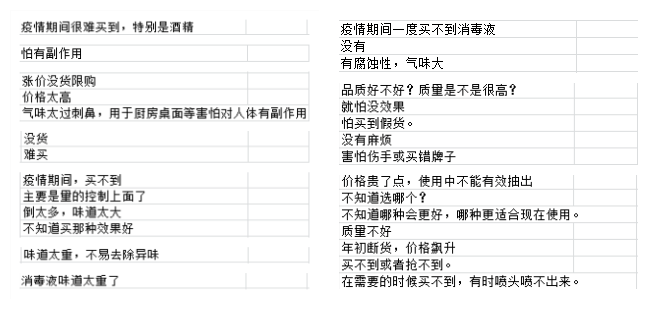 疫情期间很难买到，特别是酒精
怕有副作用
涨价没货限购
价格太高
气味太过刺鼻，用于厨房桌面等害怕对人体有副作用
没货
难买
疫情期间，买不到
主要是量的控制上面了
倒太多，味道太大
不知道买那种效果好
味道太重，不易去除异味
消毒液味道太重了
疫情期间一度买不到消毒液
没有
有腐蚀性，气味大
品质好不好？质量是不是很高？
就怕没效果
怕买到假货。
没有麻烦
害怕伤手或买错牌子
价格贵了点，使用中不能有效抽出
不知道选哪个？
不知道哪种会更好，哪种更适合现在使用。
质量不好
年初断货，价格飙升
买不到或者抢不到。
在需要的时候买不到，有时喷头喷不出来。